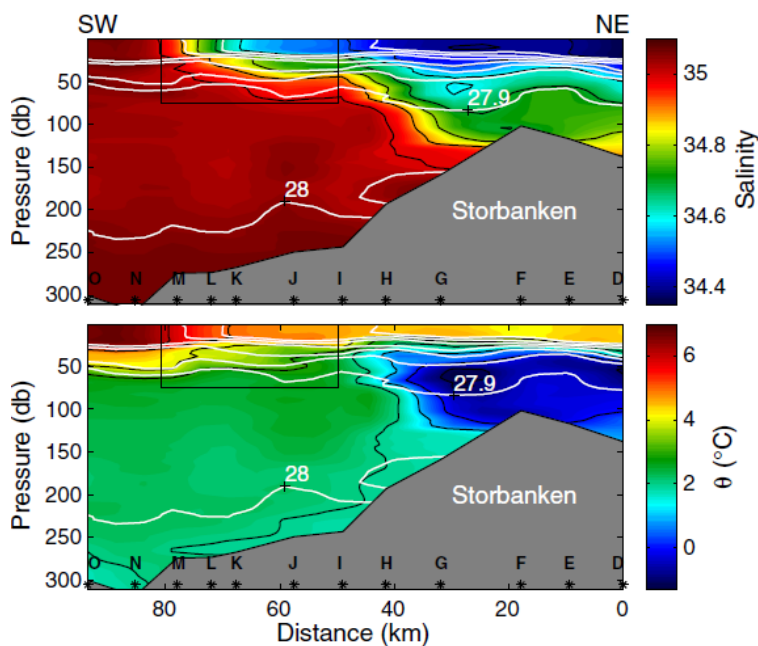 SW NE
50
100
150
200
250
300
Pressure (db)
27.9
28
Storbanken
O N M L K J I H G F E D
35
34.8
34.6
34.4
Salinity
50
100
150
200
250
300
Pressure (db)
27.9
28
Storbanken
O N M L K J I H G F E D
6
4
2
0
θ (°C)
80 60 40 20 0
Distance (km)